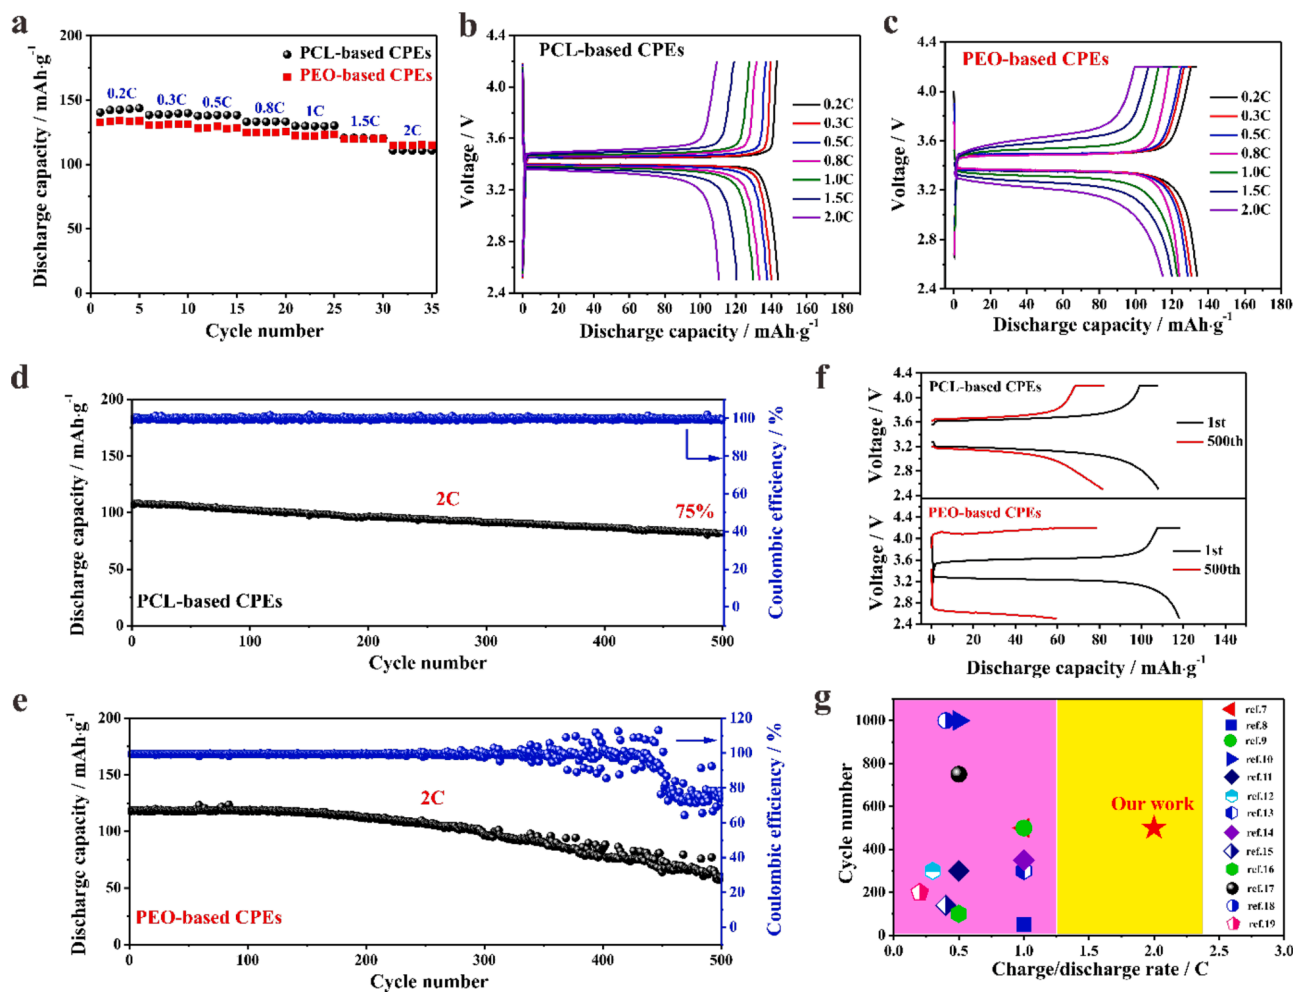 a
Discharge capacity / mAh·g⁻¹
200
150
100
50
0
PCL-based CPEs
PEO-based CPEs
0.2C
0.3C
0.5C
0.8C
1C
1.5C
2C
0 5 10 15 20 25 30 35
Cycle number
b
PCL-based CPEs
Voltage / V
4.4
4.0
3.6
3.2
2.8
2.4
0.2C
0.3C
0.5C
0.8C
1.0C
1.5C
2.0C
0 20 40 60 80 100 120 140 160 180
Discharge capacity / mAh·g⁻¹
c
PEO-based CPEs
Voltage / V
4.4
4.0
3.6
3.2
2.8
2.4
0.2C
0.3C
0.5C
0.8C
1.0C
1.5C
2.0C
0 20 40 60 80 100 120 140 160 180
Discharge capacity / mAh·g⁻¹
d
Discharge capacity / mAh·g⁻¹
200
150
100
50
0
2C
75%
PCL-based CPEs
100
80
60
40
20
0
Coulombic efficiency / %
0 100 200 300 400 500
Cycle number
e
Discharge capacity / mAh·g⁻¹
200
150
100
50
0
2C
PEO-based CPEs
120
100
80
60
40
20
0
Coulombic efficiency / %
0 100 200 300 400 500
Cycle number
f
Voltage / V
4.4
4.0
3.6
3.2
2.8
2.4
PCL-based CPEs
1st
500th
Voltage / V
4.4
4.0
3.6
3.2
2.8
2.4
PEO-based CPEs
1st
500th
0 20 40 60 80 100 120 140 160
Discharge capacity / mAh·g⁻¹
g
Cycle number
1000
800
600
400
200
0
Our work
ref.7
ref.8
ref.9
ref.10
ref.11
ref.12
ref.13
ref.14
ref.15
ref.16
ref.17
ref.18
ref.19
0.0 0.5 1.0 1.5 2.0 2.5 3.0
Charge/discharge rate / C